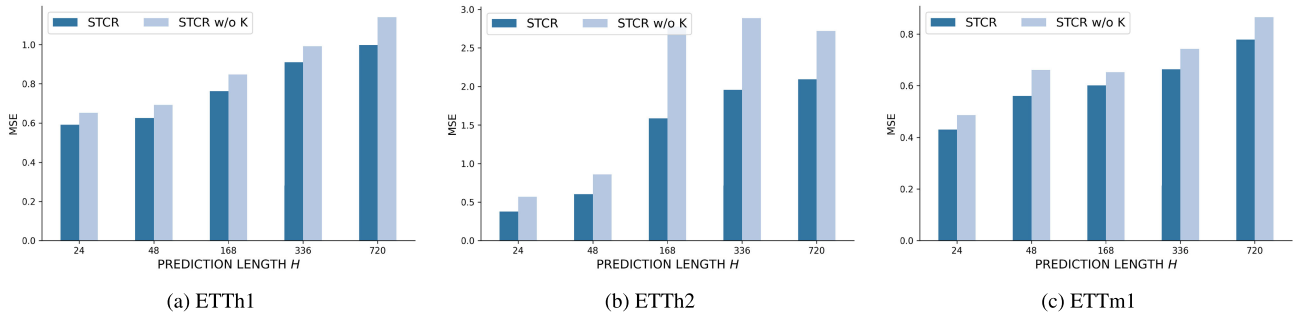 STCR STCR w/o K
1.0
0.8
0.6
0.4
0.2
0.0
MSE
24 48 168 336 720
PREDICTION LENGTH H
(a) ETTh1
STCR STCR w/o K
3.0
2.5
2.0
1.5
1.0
0.5
0.0
MSE
24 48 168 336 720
PREDICTION LENGTH H
(b) ETTh2
STCR STCR w/o K
0.8
0.6
0.4
0.2
0.0
MSE
24 48 168 336 720
PREDICTION LENGTH H
(c) ETTm1